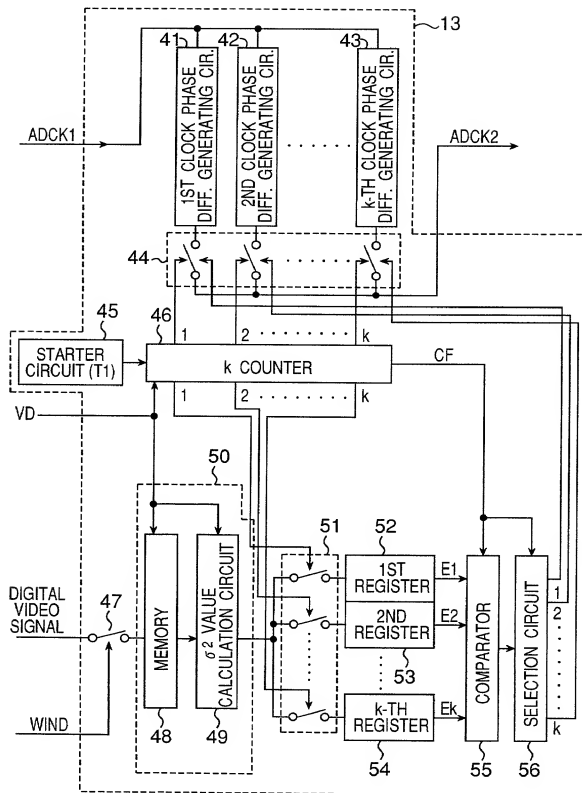 13
41
42
43
1ST CLOCK PHASE
DIFF. GENERATING CIR.
2ND CLOCK PHASE
DIFF. GENERATING CIR.
k-TH CLOCK PHASE
DIFF. GENERATING CIR.
ADCK1
ADCK2
44
45
46
STARTER
CIRCUIT (T1)
1
2
k
k COUNTER
CF
1
2
k
VD
50
51
52
47
DIGITAL
VIDEO
SIGNAL
MEMORY
σ2 VALUE
CALCULATION CIRCUIT
1ST
REGISTER
E1
2ND
REGISTER
E2
53
k-TH
REGISTER
Ek
COMPARATOR
SELECTION CIRCUIT
1
2
k
WIND
48
49
54
55
56